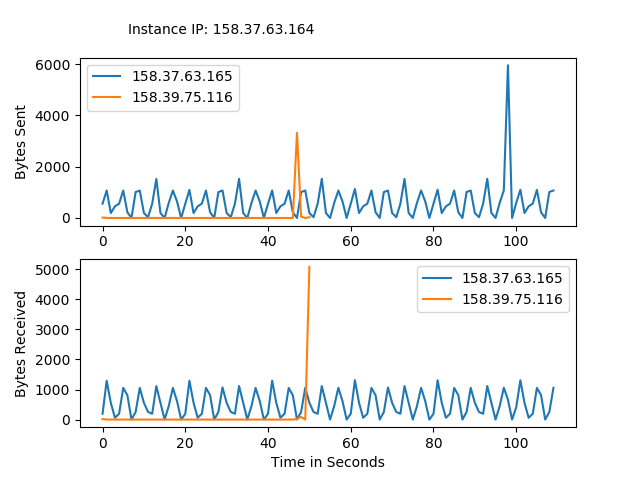 Instance IP: 158.37.63.164
6000
4000
2000
0
Bytes Sent
158.37.63.165
158.39.75.116
0 20 40 60 80 100
5000
4000
3000
2000
1000
0
Bytes Received
158.37.63.165
158.39.75.116
0 20 40 60 80 100
Time in Seconds